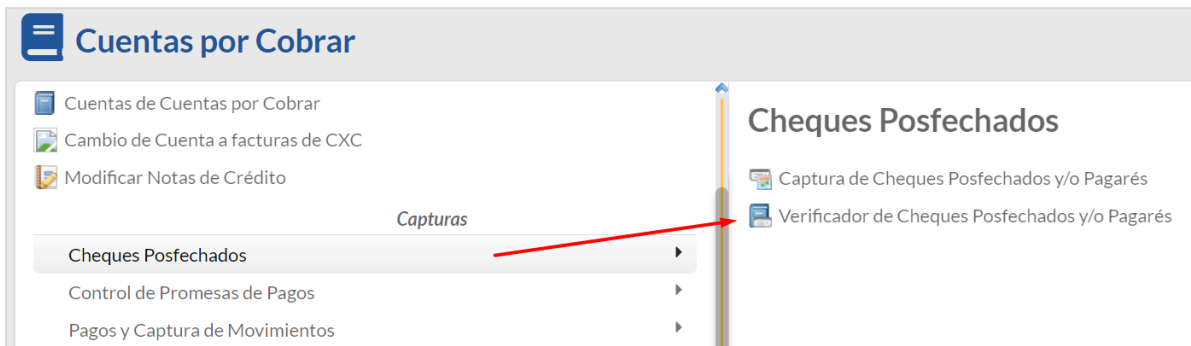 Cuentas por Cobrar
Cuentas de Cuentas por Cobrar
Cambio de Cuenta a facturas de CXC
Modificar Notas de Crédito
Capturas
Cheques Posfechados
Control de Promesas de Pagos
Pagos y Captura de Movimientos
Cheques Posfechados
Captura de Cheques Posfechados y/o Pagarés
Verificador de Cheques Posfechados y/o Pagarés